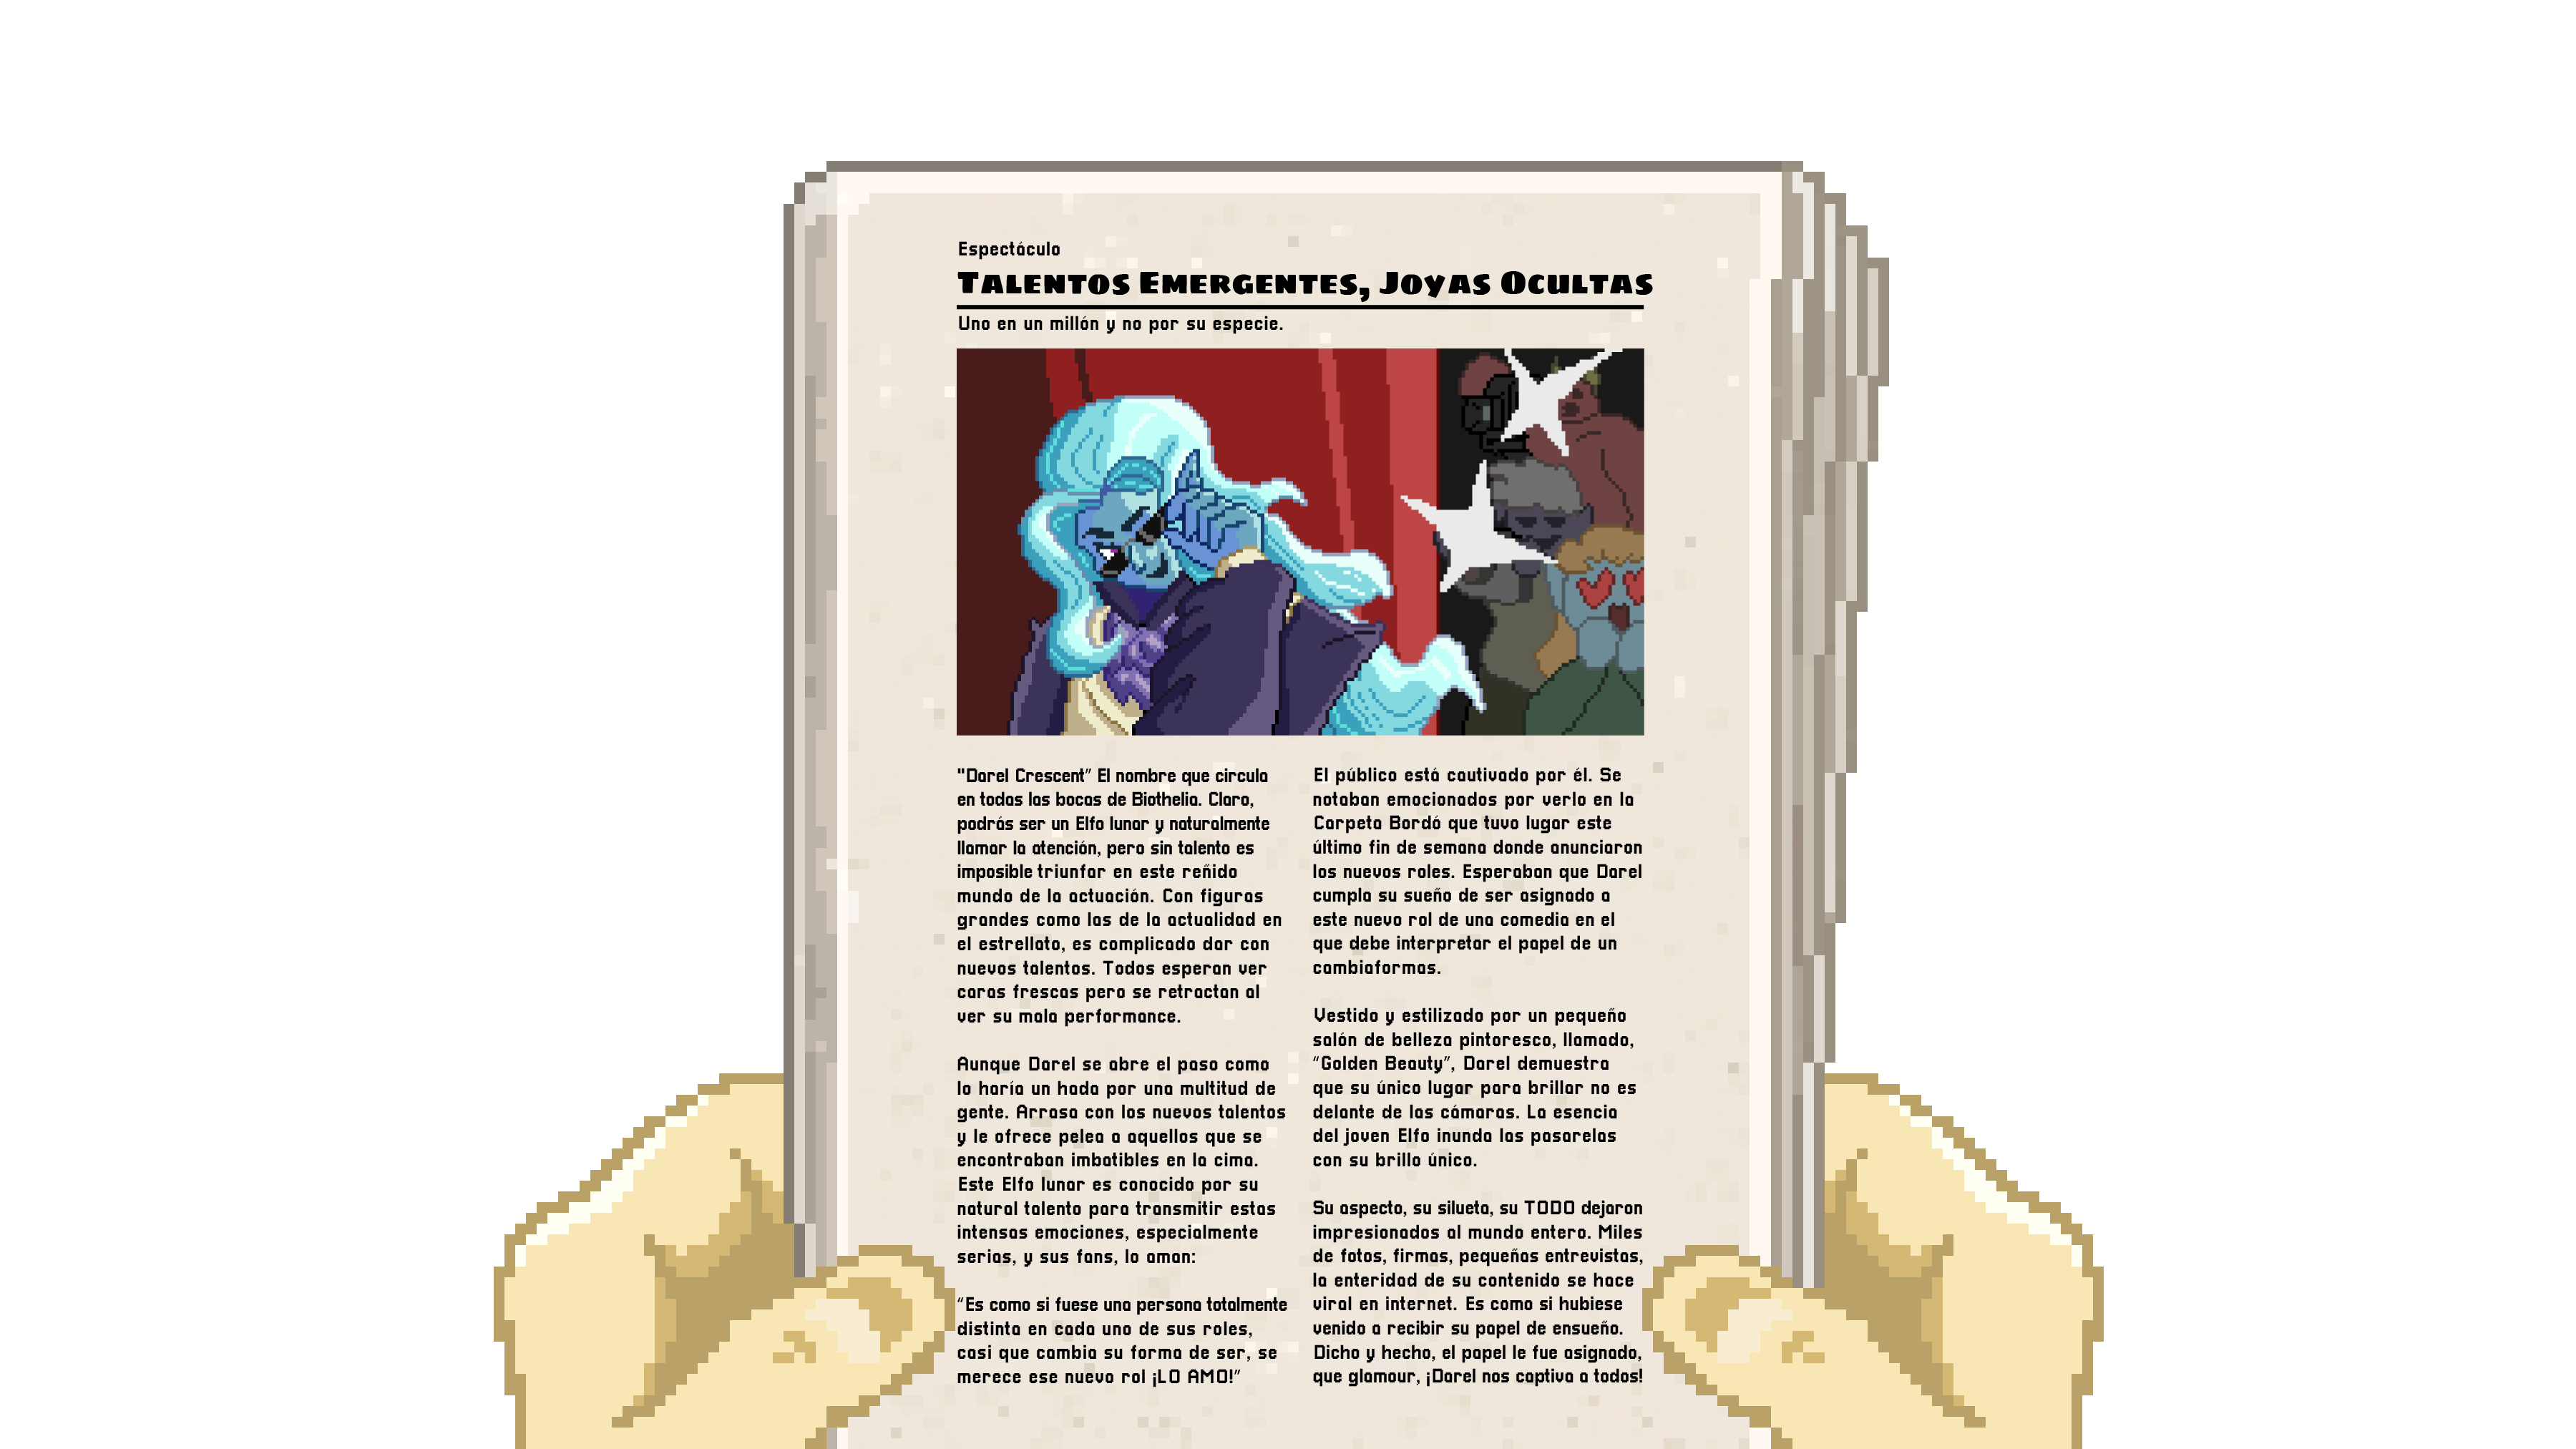 Espectáculo
Talentos Emergentes, Joyas Ocultas
Uno en un millón y no por su especie.
"Darel Crescent" El nombre que circula
en todas las bocas de Biothelia. Claro,
podrás ser un Elfo lunar y naturalmente
llamar la atención, pero sin talento es
imposible triunfar en este reñido
mundo de la actuación. Con figuras
grandes como las de la actualidad en
el estrellato, es complicado dar con
nuevos talentos. Todos esperan ver
caras frescas pero se retractan al
ver su mala performance.
Aunque Darel se abre el paso como
lo haría un hada por una multitud de
gente. Arrasa con los nuevos talentos
y le ofrece pelea a aquellos que se
encontraban imbatibles en la cima.
Este Elfo lunar es conocido por su
natural talento para transmitir estas
intensas emociones, especialmente
serias, y sus fans, lo aman:
"Es como si fuese una persona totalmente
distinta en cada uno de sus roles,
casi que cambia su forma de ser, se
merece ese nuevo rol ¡LO AMO!"
El público está cautivado por él. Se
notaban emocionados por verlo en la
Carpeta Bordó que tuvo lugar este
último fin de semana donde anunciaron
los nuevos roles. Esperaban que Darel
cumpla su sueño de ser asignado a
este nuevo rol de una comedia en el
que debe interpretar el papel de un
cambiaformas.
Vestido y estilizado por un pequeño
salón de belleza pintoresco, llamado,
"Golden Beauty", Darel demuestra
que su único lugar para brillar no es
delante de las cámaras. La esencia
del joven Elfo inunda las pasarelas
con su brillo único.
Su aspecto, su silueta, su TODO dejaron
impresionados al mundo entero. Miles
de fotos, firmas, pequeñas entrevistas,
la enteridad de su contenido se hace
viral en internet. Es como si hubiese
venido a recibir su papel de ensueño.
Dicho y hecho, el papel le fue asignado,
que glamour, ¡Darel nos captiva a todos!